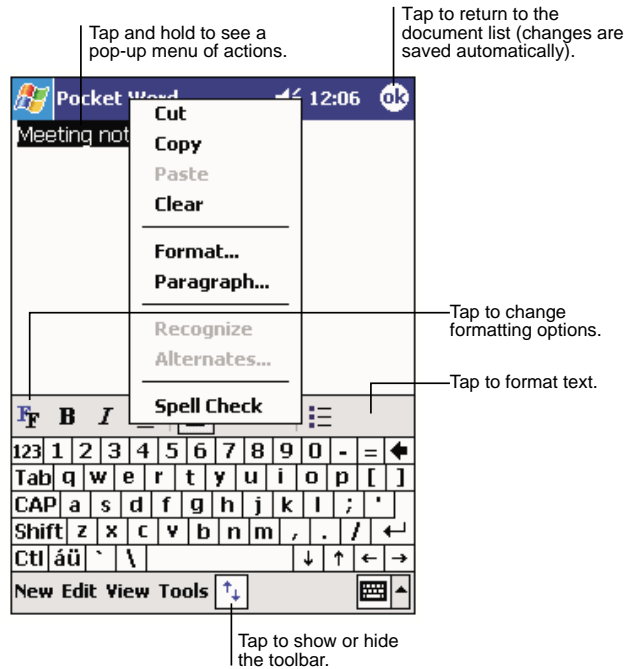 Tap and hold to see a
pop-up menu of actions.
Tap to return to the
document list (changes are
saved automatically).
Pocket Word 12:06 ok
Meeting not
Cut
Copy
Paste
Clear
Format...
Paragraph...
Recognize
Alternates...
Spell Check
Tap to change
formatting options.
Tap to format text.
FF B I
123 1 2 3 4 5 6 7 8 9 0 - =
Tab q w e r t y u i o p [ ]
CAP a s d f g h j k l ; '
Shift z x c v b n m , . /
Ctl áü ` \ ↓ ↑ ← →
New Edit View Tools
Tap to show or hide
the toolbar.